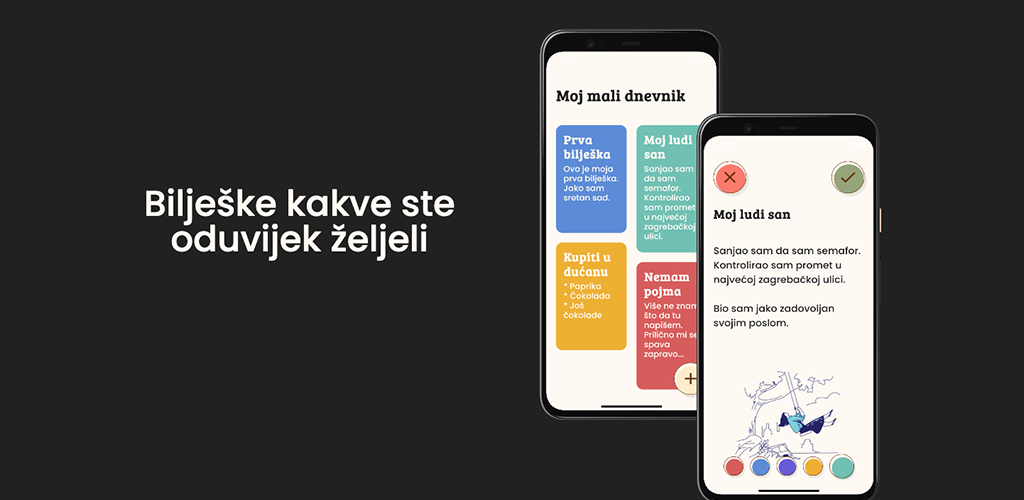 Bilješke kakve ste
oduvijek željeli
Moj mali dnevnik
Prva
bilješka
Ovo je moja
prva bilješka.
Jako sam
sretan sad.
Moj ludi
san
Sanjao sam
da sam
semafor.
Kontrolirao
sam promet
u najvećoj
zagrebačkoj
ulici.
Kupiti u
dućanu
* Paprika
* Čokolada
* Još
čokolade
Nemam
pojma
Više ne znam
što da tu
napišem.
Prilično mi se
spava
zapravo...
Moj ludi san
Sanjao sam da sam semafor.
Kontrolirao sam promet u
najvećoj zagrebačkoj ulici.
Bio sam jako zadovoljan
svojim poslom.